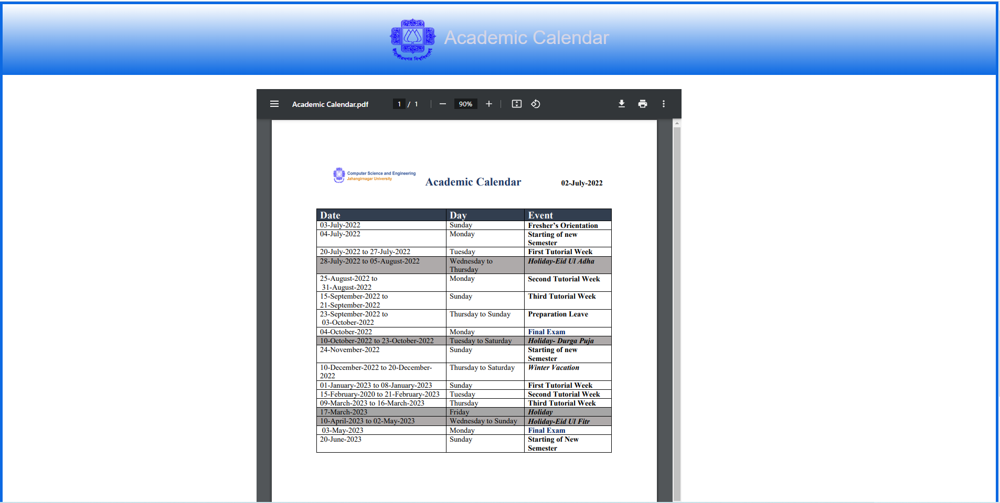 জাহাঙ্গীরনগর বিশ্ববিদ্যালয়
Academic Calendar
Academic Calendar.pdf
1 / 1
90%
Computer Science and Engineering
Jahangirnagar University
Academic Calendar
02-July-2022
Date Day Event
03-July-2022 Sunday Fresher’s Orientation
04-July-2022 Monday Starting of new
Semester
20-July-2022 to 27-July-2022 Tuesday First Tutorial Week
28-July-2022 to 05-August-2022 Wednesday to Holiday-Eid Ul Adha
Thursday
25-August-2022 to Monday Second Tutorial Week
31-August-2022
15-September-2022 to Sunday Third Tutorial Week
21-September-2022
23-September-2022 to Thursday to Sunday Preparation Leave
03-October-2022
04-October-2022 Monday Final Exam
10-October-2022 to 23-October-2022 Tuesday to Saturday Holiday- Durga Puja
24-November-2022 Sunday Starting of new
Semester
10-December-2022 to 20-December- Thursday to Saturday Winter Vacation
2022
01-January-2023 to 08-January-2023 Sunday First Tutorial Week
15-February-2020 to 21-February-2023 Tuesday Second Tutorial Week
09-March-2023 to 16-March-2023 Thursday Third Tutorial Week
17-March-2023 Friday Holiday
10-April-2023 to 02-May-2023 Wednesday to Sunday Holiday-Eid Ul Fitr
03-May-2023 Monday Final Exam
20-June-2023 Sunday Starting of New
Semester